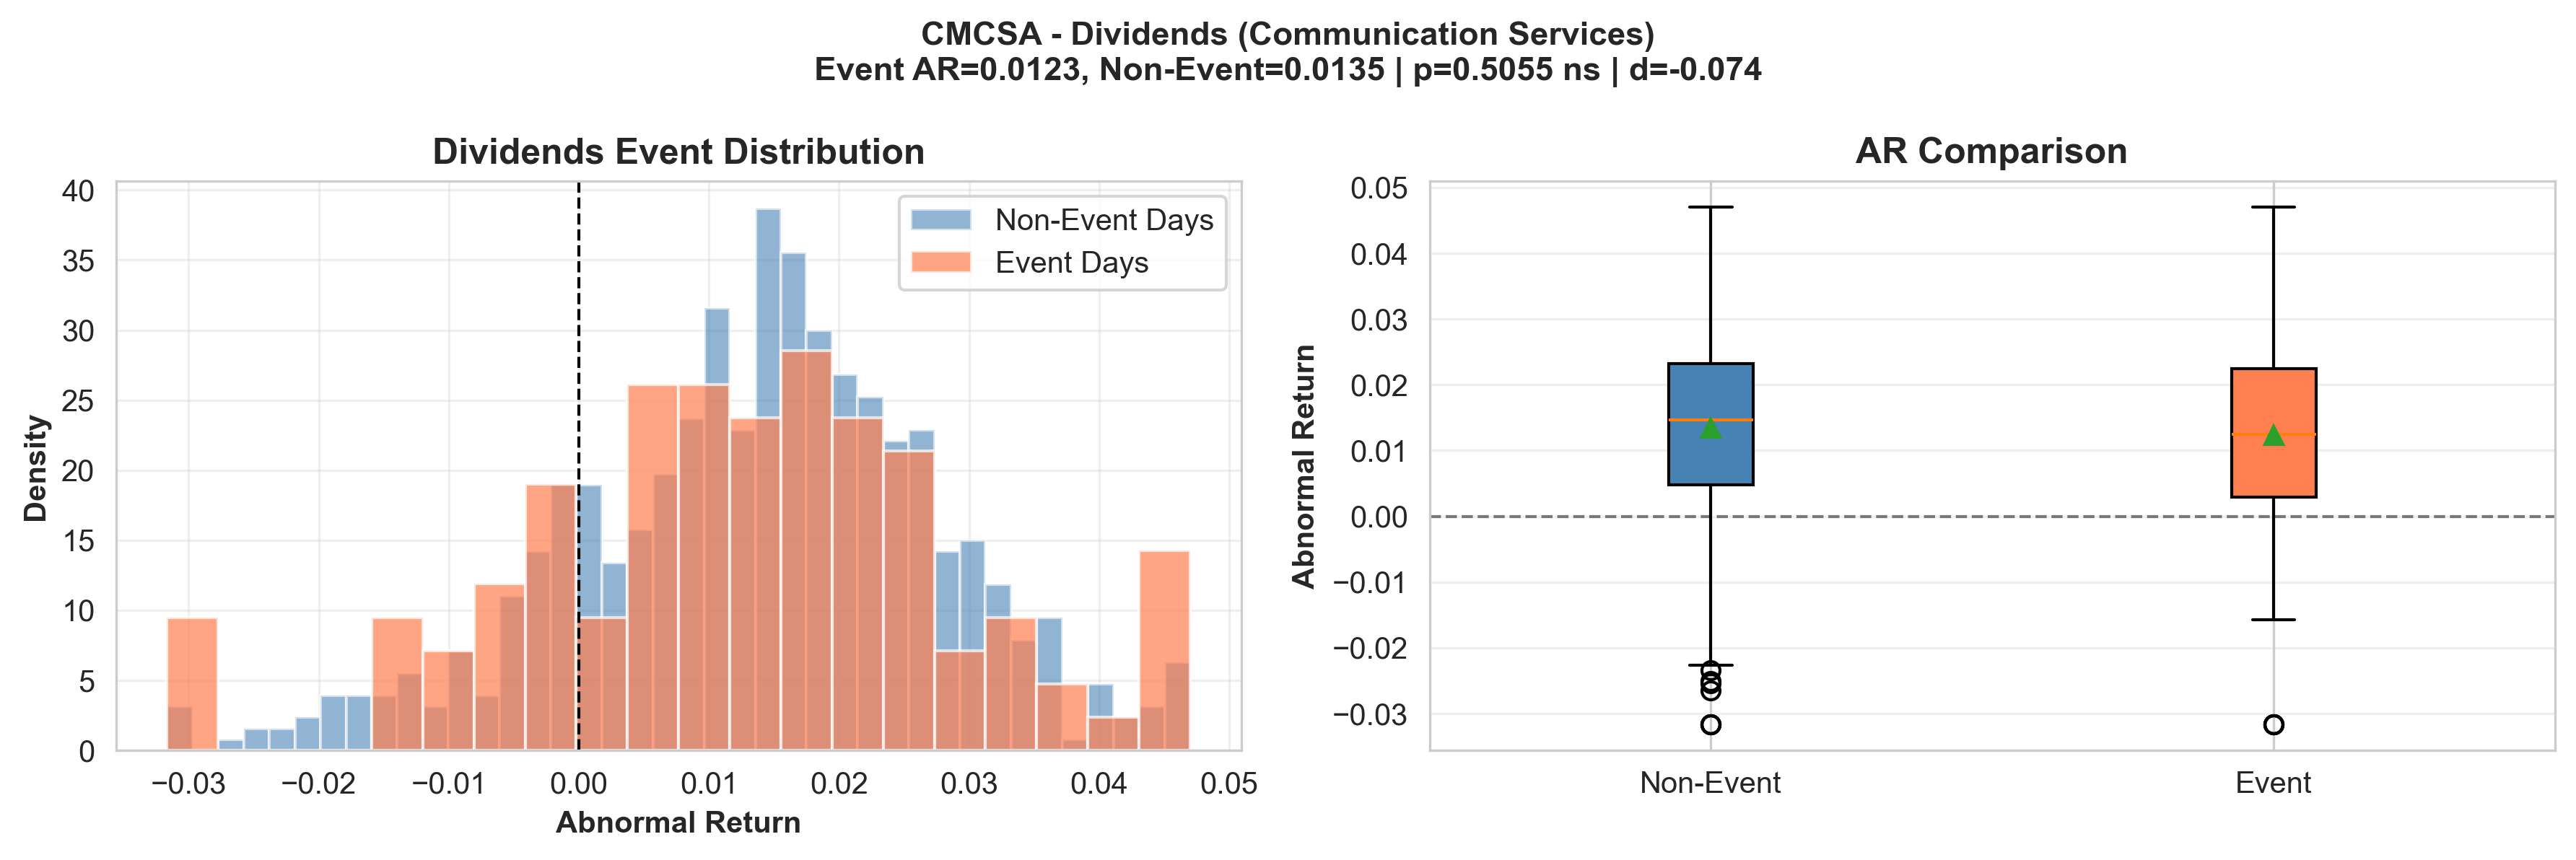 CMCSA - Dividends (Communication Services)
Event AR=0.0123, Non-Event=0.0135 | p=0.5055 ns | d=-0.074
Dividends Event Distribution
40
35
30
25
20
15
10
5
0
Density
Non-Event Days
Event Days
−0.03
−0.02
−0.01
0.00
0.01
0.02
0.03
0.04
0.05
Abnormal Return
AR Comparison
0.05
0.04
0.03
0.02
0.01
0.00
−0.01
−0.02
−0.03
Abnormal Return
Non-Event
Event